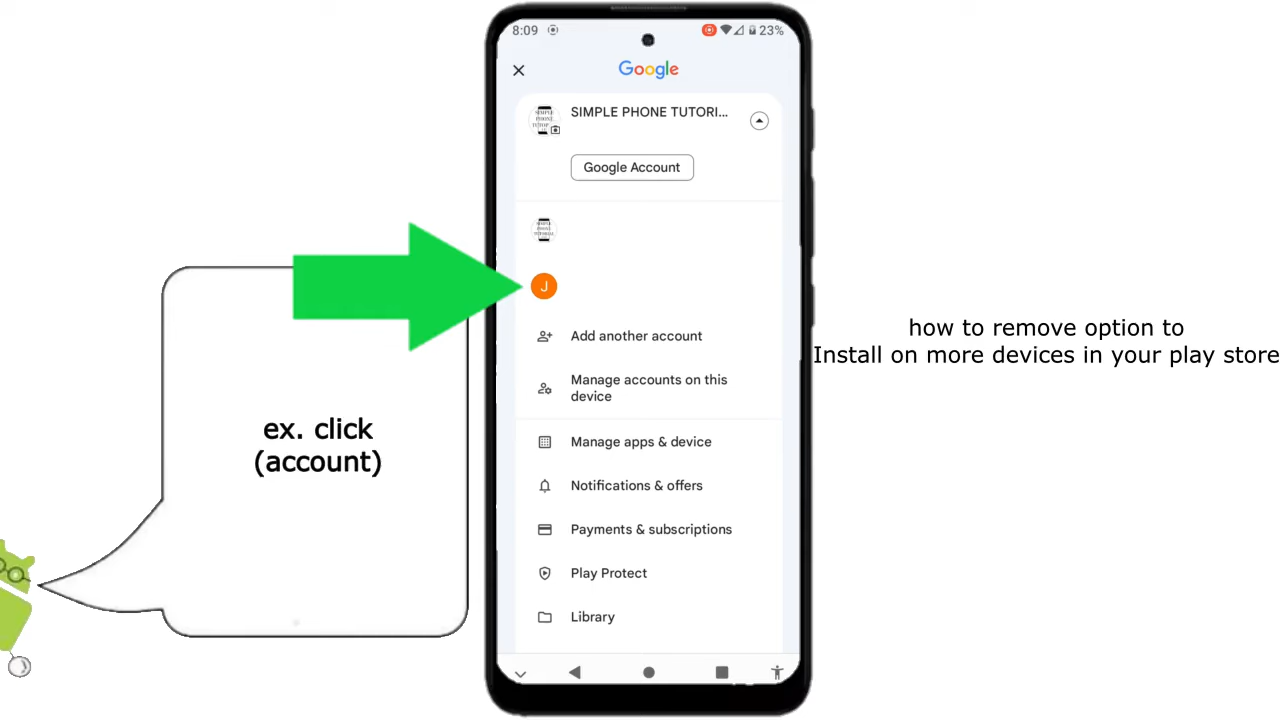 8:09
23%
Google
SIMPLE PHONE TUTORI...
Google Account
J
Add another account
Manage accounts on this
device
Manage apps & device
Notifications & offers
Payments & subscriptions
Play Protect
Library
ex. click
(account)
how to remove option to
Install on more devices in your play store